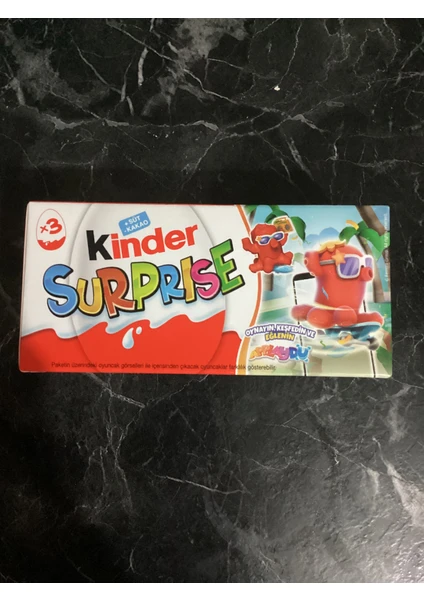 x3
+ SÜT
- KAKAO
Kinder
SURPRISE
OYNAYIN, KEŞFEDİN VE
EĞLENİN
APPLAYDU
Paketin üzerindeki oyuncak görselleri ile içerisinden çıkacak oyuncaklar farklılık gösterebilir.